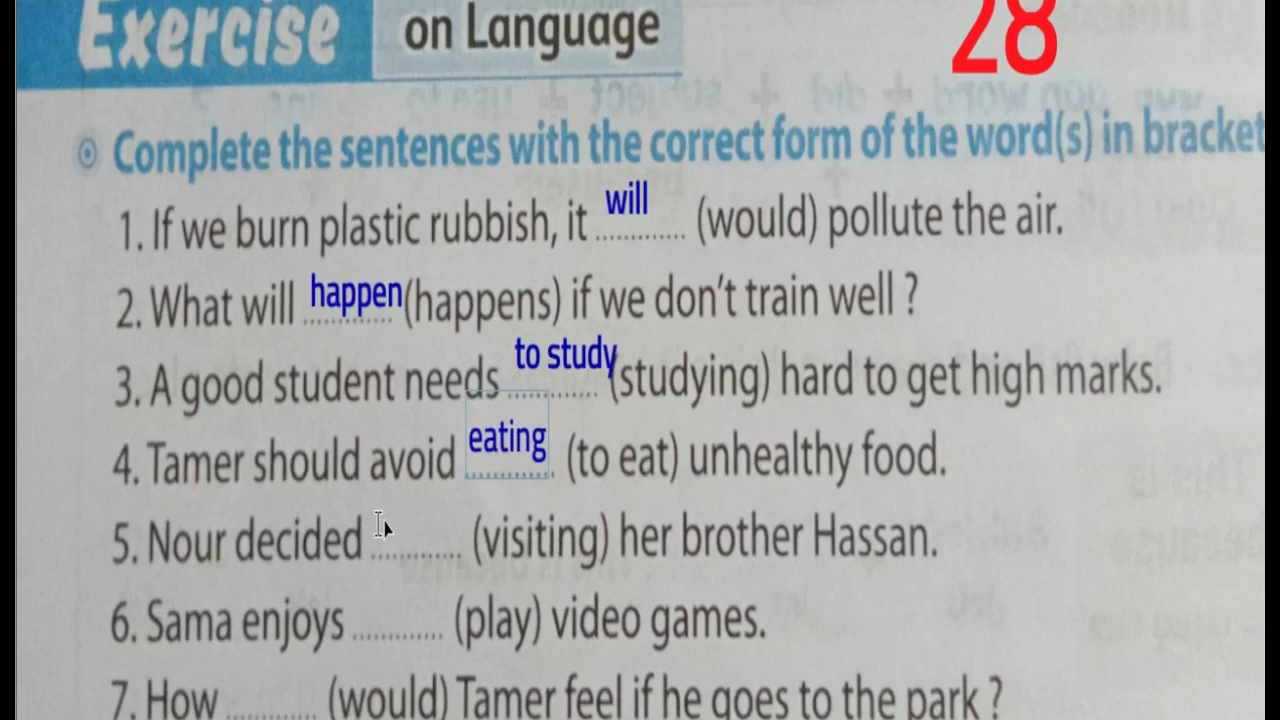 Exercise on Language 28
Complete the sentences with the correct form of the word(s) in bracket
1. If we burn plastic rubbish, it will (would) pollute the air.
2. What will happen (happens) if we don't train well ?
3. A good student needs to study (studying) hard to get high marks.
4. Tamer should avoid eating (to eat) unhealthy food.
5. Nour decided ............ (visiting) her brother Hassan.
6. Sama enjoys ............ (play) video games.
7. How ............ (would) Tamer feel if he goes to the park ?